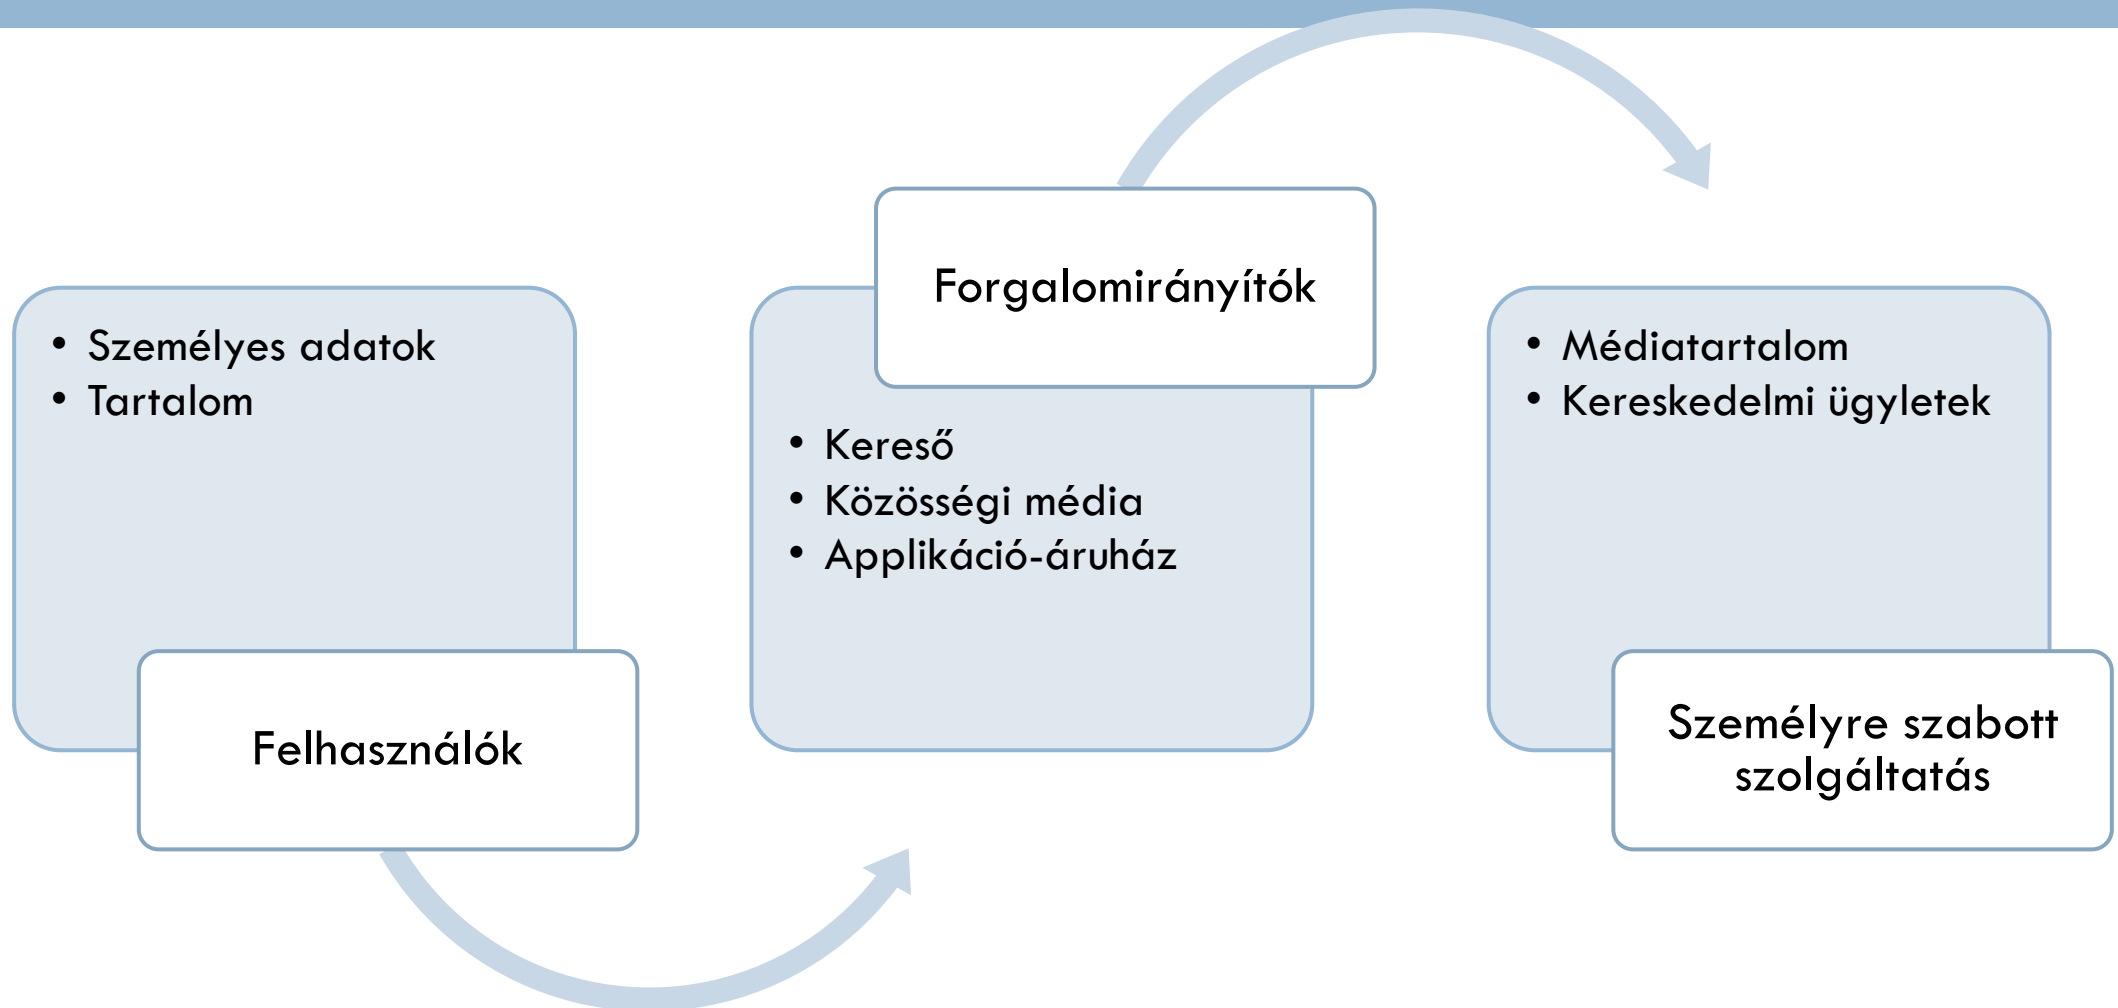 • Személyes adatok
• Tartalom
Felhasználók
Forgalomirányítók
• Kereső
• Közösségi média
• Applikáció-áruház
• Médiatartalom
• Kereskedelmi ügyletek
Személyre szabott
szolgáltatás